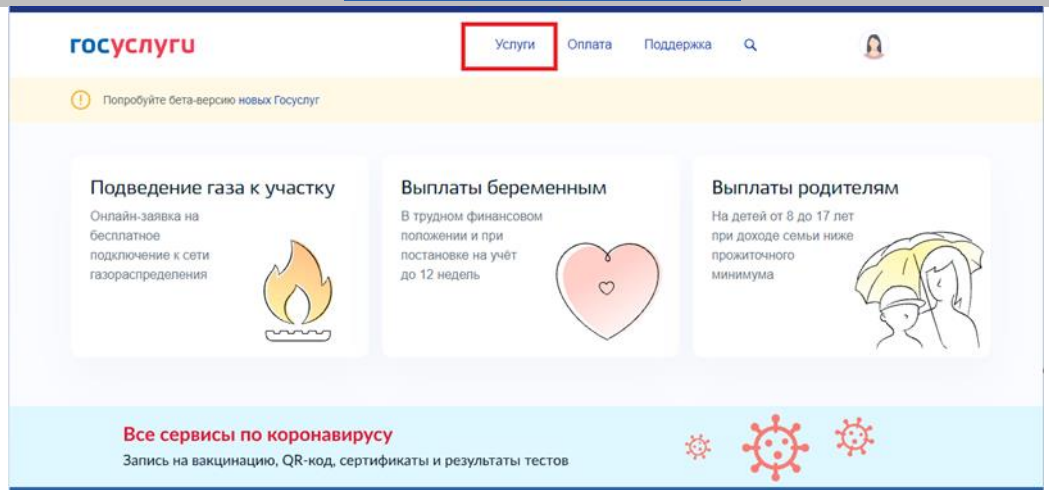 госуслуги
Услуги Оплата Поддержка
Попробуйте бета-версию новых Госуслуг
Подведение газа к участку
Онлайн-заявка на
бесплатное
подключение к сети
газораспределения
Выплаты беременным
В трудном финансовом
положении и при
постановке на учёт
до 12 недель
Выплаты родителям
На детей от 8 до 17 лет
при доходе семьи ниже
прожиточного
минимума
Все сервисы по коронавирусу
Запись на вакцинацию, QR-код, сертификаты и результаты тестов